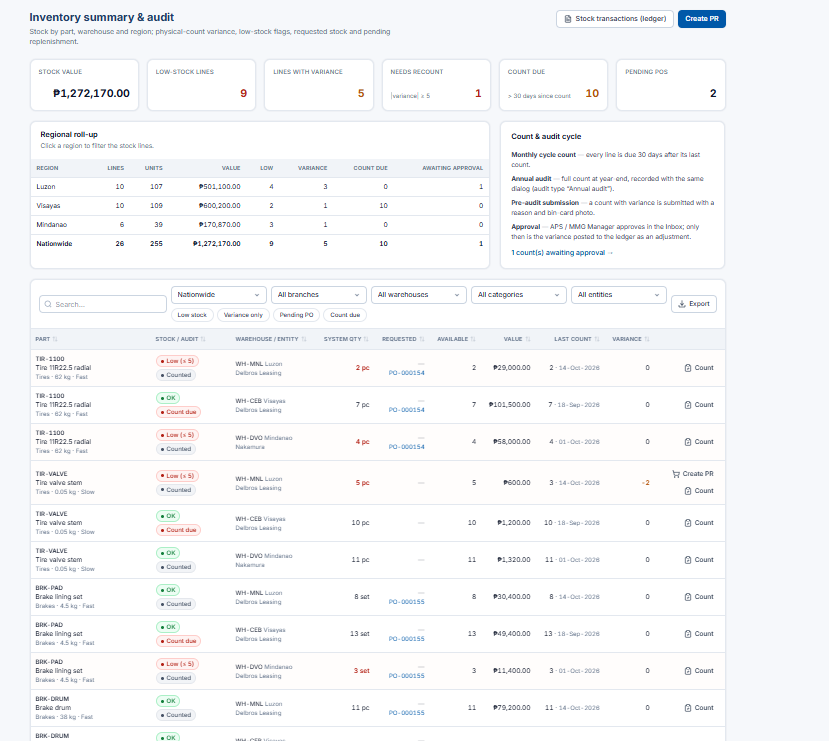 Inventory summary & audit
Stock by part, warehouse and region; physical-count variance, low-stock flags, requested stock and pending
replenishment.
Stock transactions (ledger)
Create PR
STOCK VALUE
₱1,272,170.00
LOW-STOCK LINES
9
LINES WITH VARIANCE
5
NEEDS RECOUNT
|variance| ≥ 5
1
COUNT DUE
> 30 days since count
10
PENDING POS
2
Regional roll-up
Click a region to filter the stock lines.
REGION LINES UNITS VALUE LOW VARIANCE COUNT DUE AWAITING APPROVAL
Luzon 10 107 ₱501,100.00 4 3 0 1
Visayas 10 109 ₱600,200.00 2 1 10 0
Mindanao 6 39 ₱170,870.00 3 1 0 0
Nationwide 26 255 ₱1,272,170.00 9 5 10 1
Count & audit cycle
Monthly cycle count — every line is due 30 days after its last
count.
Annual audit — full count at year end, recorded with the same
dialog (audit type "Annual audit").
Pre-audit submission — a count with variance is submitted with a
reason and bin-card photo.
Approval — APS / MMG Manager approves in the Inbox; only
then is the variance posted to the ledger as an adjustment.
1 count(s) awaiting approval →
Search...
Nationwide
All branches
All warehouses
All categories
All entities
Export
Low stock
Variance only
Pending PO
Count due
PART STOCK / AUDIT WAREHOUSE / ENTITY SYSTEM QTY REQUESTED AVAILABLE VALUE LAST COUNT VARIANCE
TIR-1100
Tire 11R22.5 radial
Tires · 62 kg · Fast
Low (≤ 5)
Counted
WH-MNL Luzon
Delbros Leasing
2 pc
—
PO-000154
2 ₱29,000.00 2 · 14-Oct-2026 0 Count
TIR-1100
Tire 11R22.5 radial
Tires · 62 kg · Fast
OK
Count due
WH-CEB Visayas
Delbros Leasing
7 pc
—
PO-000154
7 ₱101,500.00 7 · 18-Sep-2026 0 Count
TIR-1100
Tire 11R22.5 radial
Tires · 62 kg · Fast
Low (≤ 5)
Counted
WH-DVO Mindanao
Nakamura
4 pc
—
PO-000154
4 ₱58,000.00 4 · 01-Oct-2026 0 Count
TIR-VALVE
Tire valve stem
Tires · 0.05 kg · Slow
Low (≤ 5)
Counted
WH-MNL Luzon
Delbros Leasing
5 pc — 5 ₱600.00 3 · 14-Oct-2026 -2
Create PR
Count
TIR-VALVE
Tire valve stem
Tires · 0.05 kg · Slow
OK
Count due
WH-CEB Visayas
Delbros Leasing
10 pc — 10 ₱1,200.00 10 · 18-Sep-2026 0 Count
TIR-VALVE
Tire valve stem
Tires · 0.05 kg · Slow
OK
Counted
WH-DVO Mindanao
Nakamura
11 pc — 11 ₱1,320.00 11 · 01-Oct-2026 0 Count
BRK-PAD
Brake lining set
Brakes · 4.5 kg · Fast
OK
Counted
WH-MNL Luzon
Delbros Leasing
8 set
—
PO-000155
8 ₱30,400.00 8 · 14-Oct-2026 0 Count
BRK-PAD
Brake lining set
Brakes · 4.5 kg · Fast
OK
Count due
WH-CEB Visayas
Delbros Leasing
13 set
—
PO-000155
13 ₱49,400.00 13 · 18-Sep-2026 0 Count
BRK-PAD
Brake lining set
Brakes · 4.5 kg · Fast
Low (≤ 5)
Counted
WH-DVO Mindanao
Delbros Leasing
3 set
—
PO-000155
3 ₱11,400.00 3 · 01-Oct-2026 0 Count
BRK-DRUM
Brake drum
Brakes · 38 kg · Fast
OK
Counted
WH-MNL Luzon
Delbros Leasing
11 pc
—
PO-000155
11 ₱79,200.00 11 · 14-Oct-2026 0 Count
BRK-DRUM
OK
WH-CEB Visayas